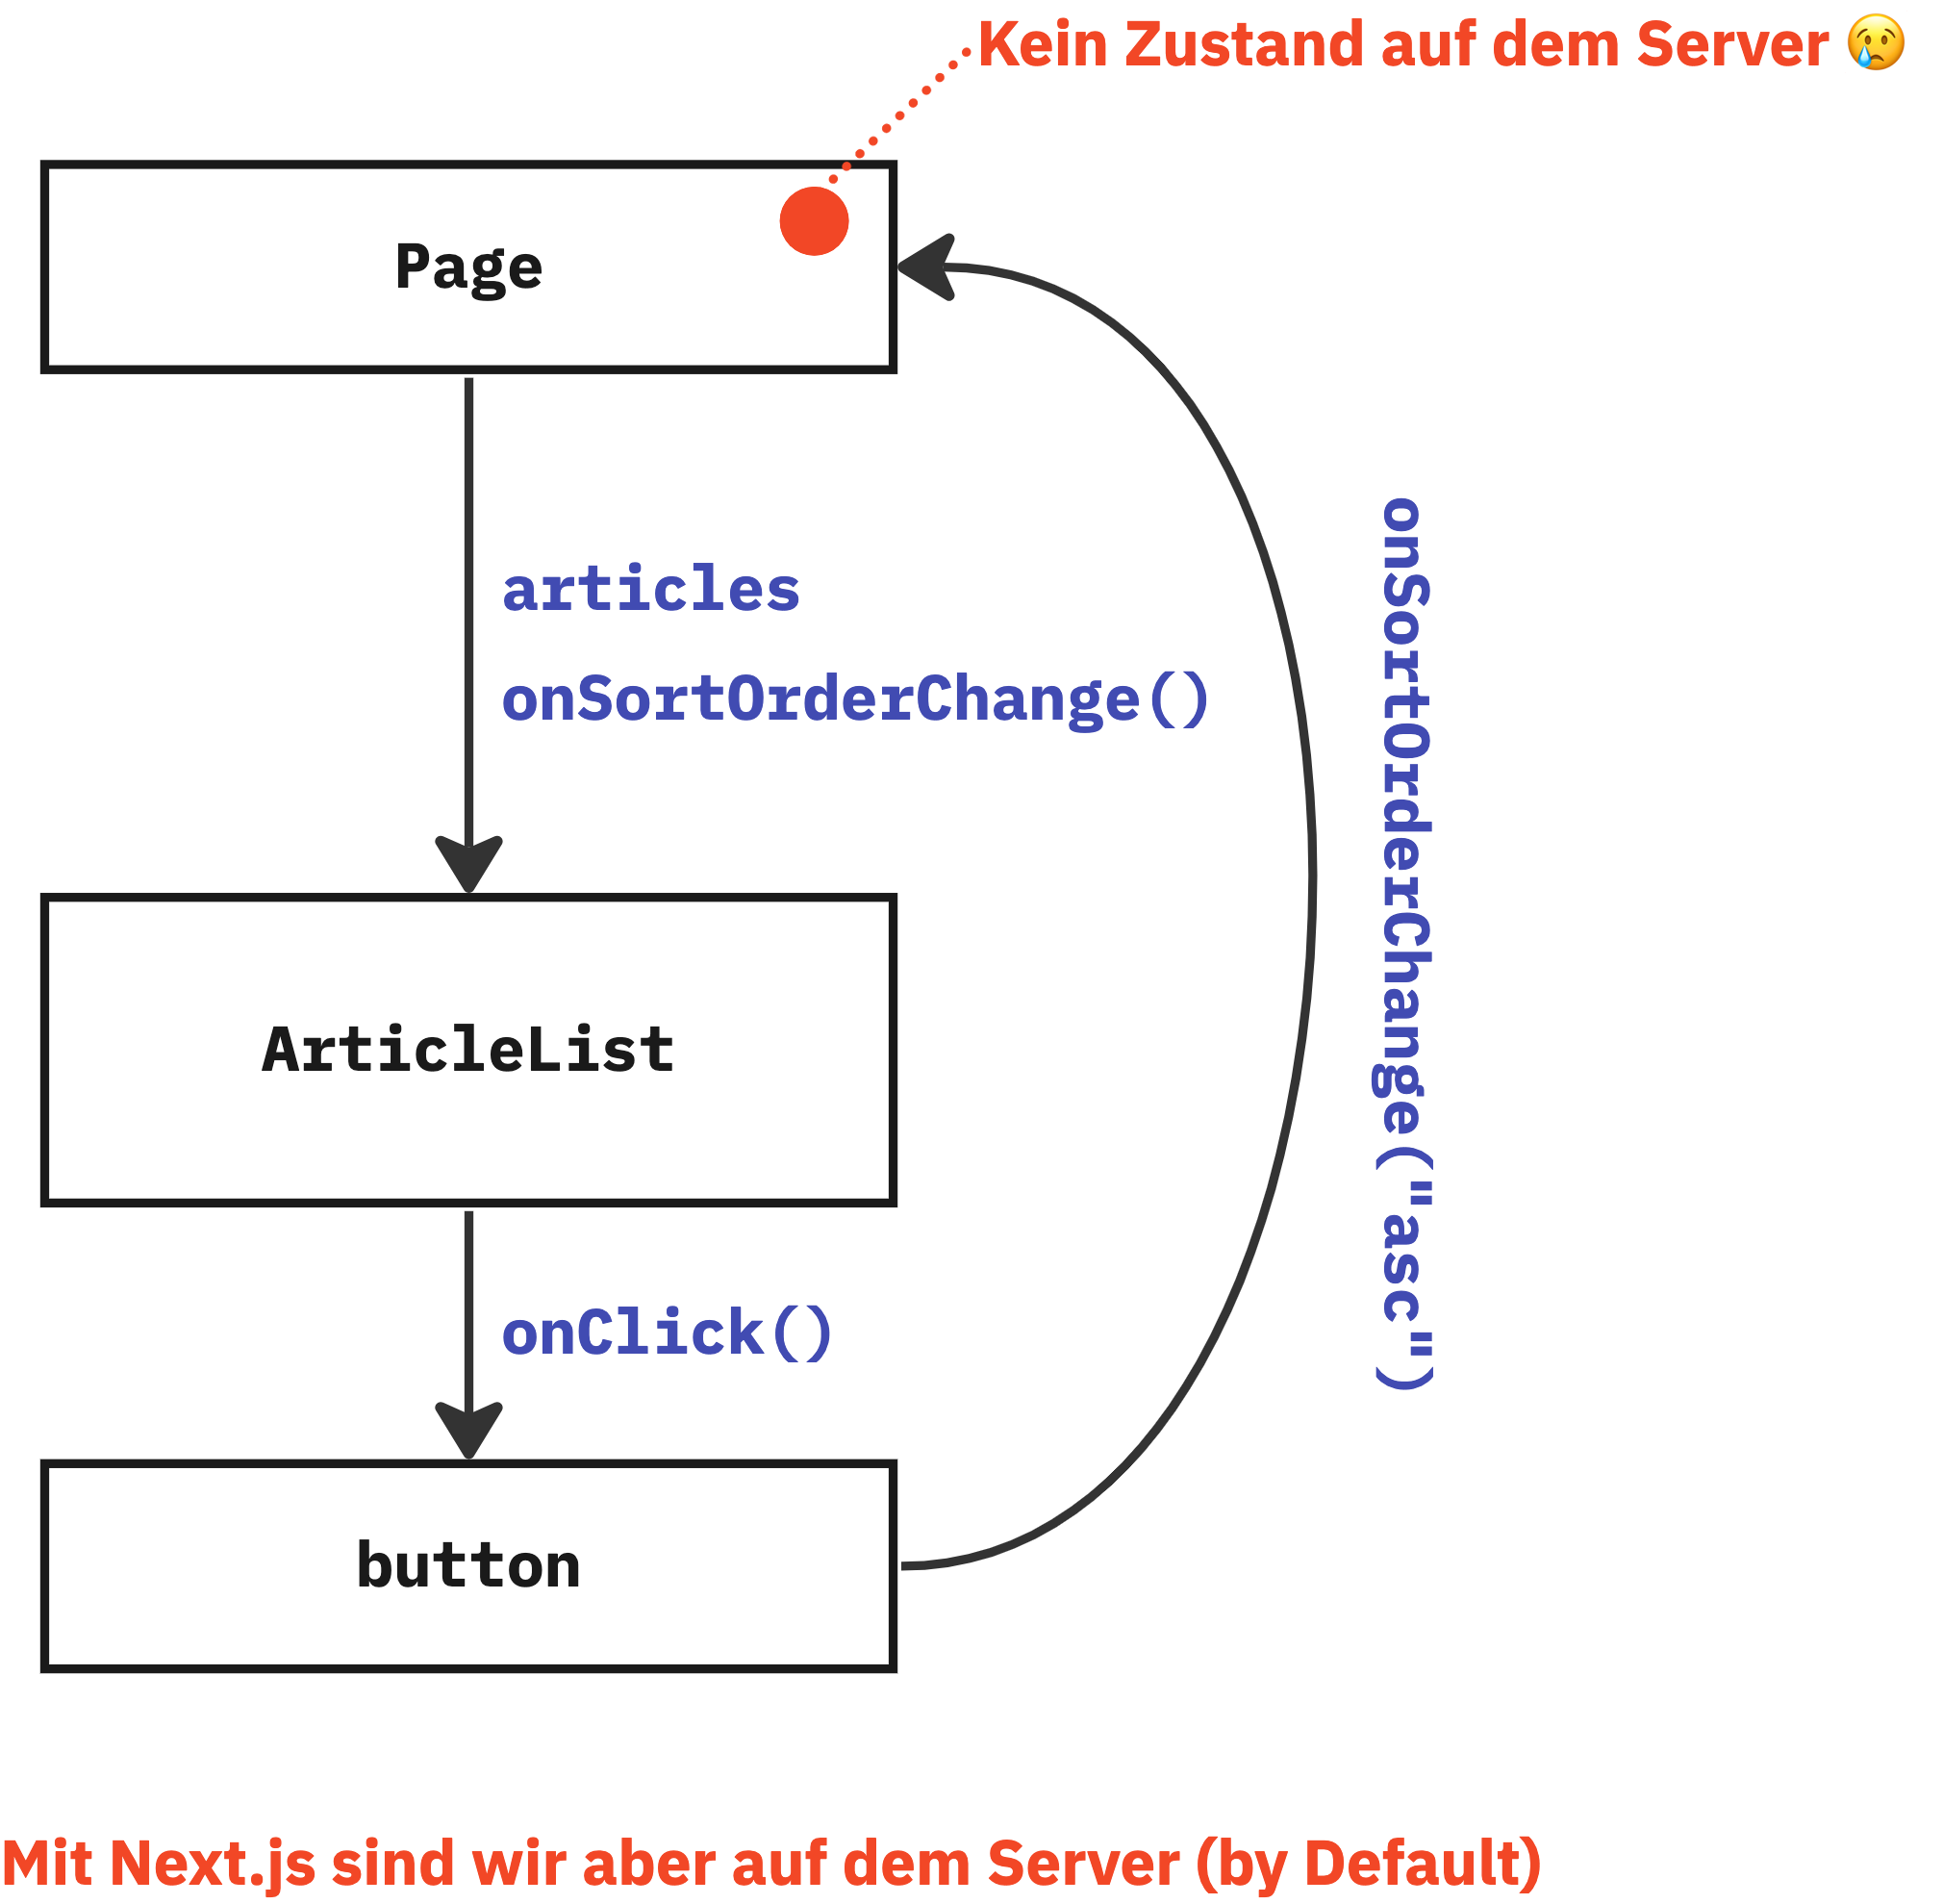 Kein Zustand auf dem Server 😢
Page
articles
onSortOrderChange()
onSortOrderChange("asc")
ArticleList
onClick()
button
Mit Next.js sind wir aber auf dem Server (by Default)